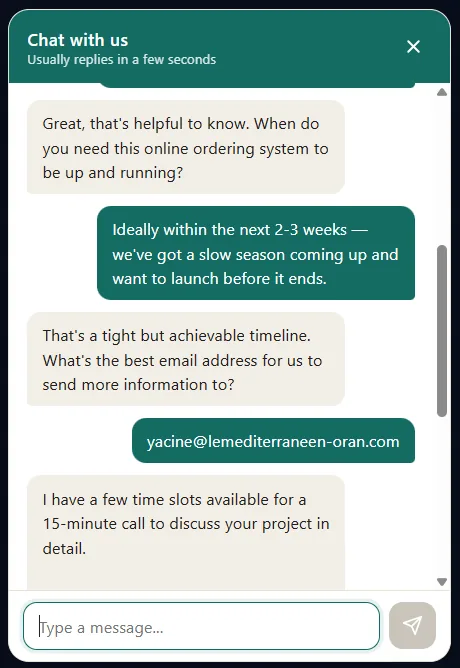 Chat with us
Usually replies in a few seconds
Great, that's helpful to know. When do
you need this online ordering system to
be up and running?
Ideally within the next 2-3 weeks —
we've got a slow season coming up and
want to launch before it ends.
That's a tight but achievable timeline.
What's the best email address for us to
send more information to?
yacine@lemediterraneen-oran.com
I have a few time slots available for a
15-minute call to discuss your project in
detail.
Type a message...